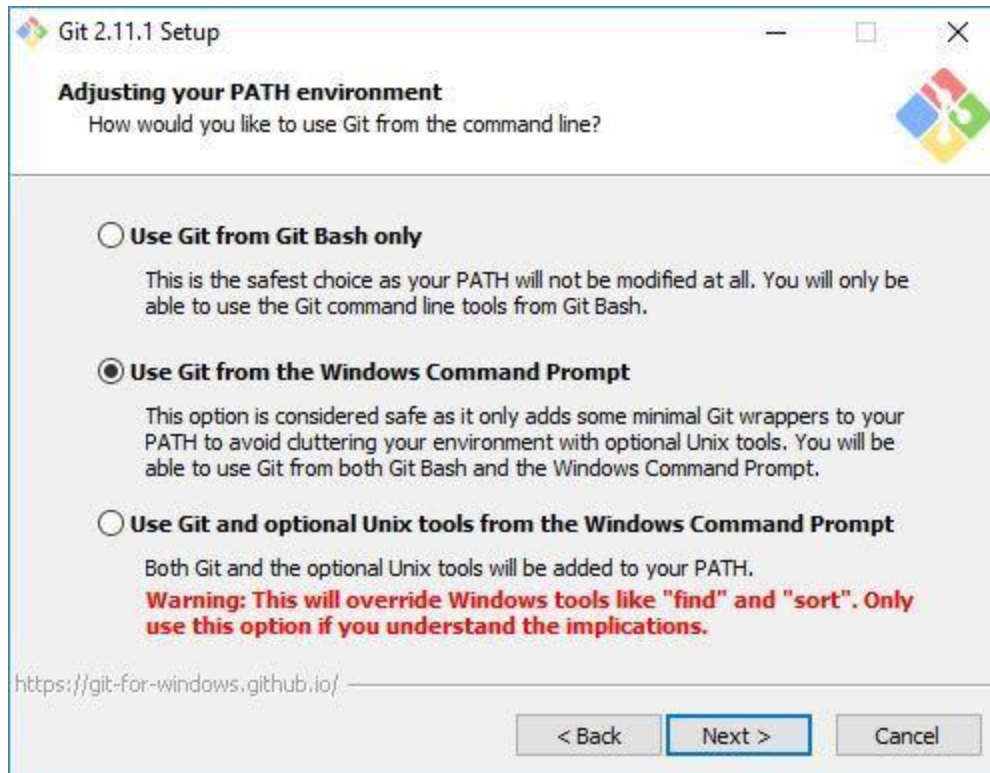 Git 2.11.1 Setup
Adjusting your PATH environment
How would you like to use Git from the command line?
Use Git from Git Bash only
This is the safest choice as your PATH will not be modified at all. You will only be
able to use the Git command line tools from Git Bash.
Use Git from the Windows Command Prompt
This option is considered safe as it only adds some minimal Git wrappers to your
PATH to avoid cluttering your environment with optional Unix tools. You will be
able to use Git from both Git Bash and the Windows Command Prompt.
Use Git and optional Unix tools from the Windows Command Prompt
Both Git and the optional Unix tools will be added to your PATH.
Warning: This will override Windows tools like "find" and "sort". Only
use this option if you understand the implications.
https://git-for-windows.github.io/
< Back Next > Cancel